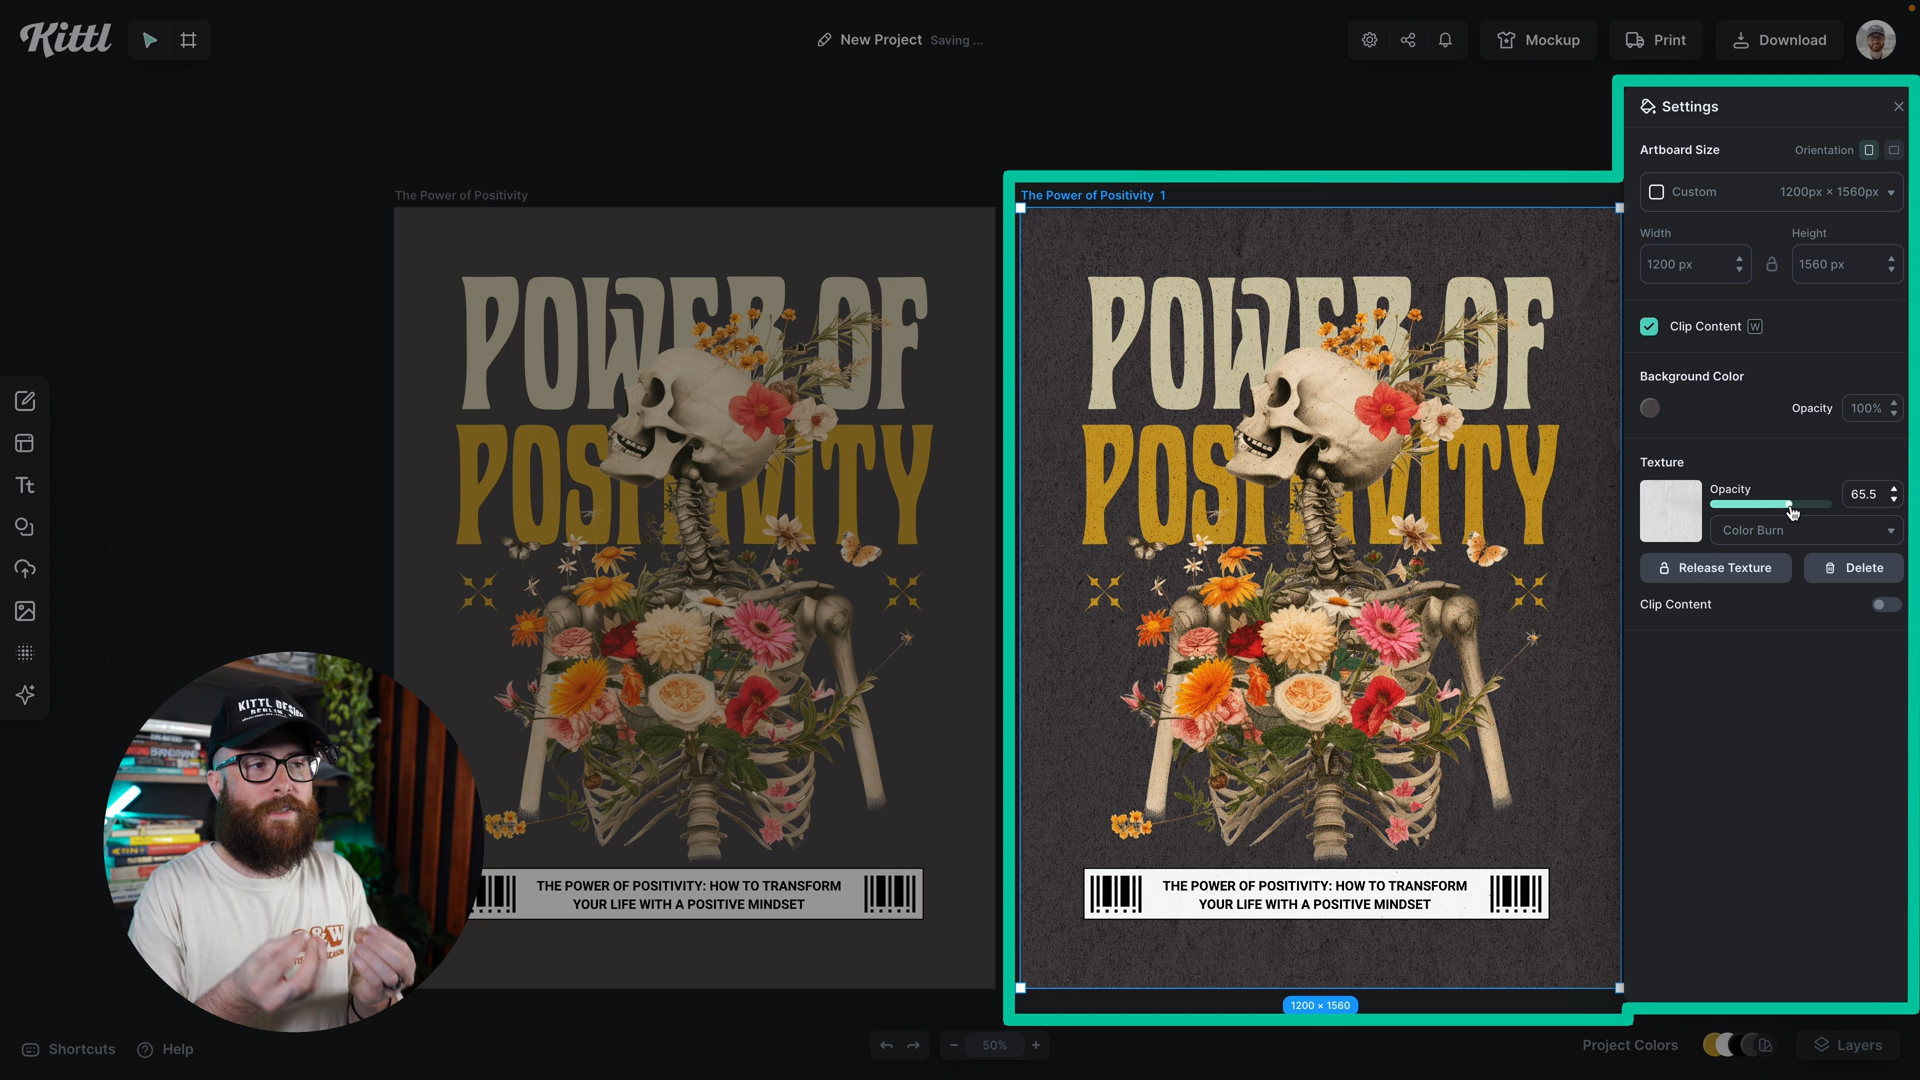 Kittl
New Project Saving ...
Mockup
Print
Download
Settings
Artboard Size
Orientation
Custom
1200px × 1560px
Width
Height
1200 px
1560 px
Clip Content W
Background Color
Opacity
100%
Texture
Opacity
65.5
Color Burn
Release Texture
Delete
Clip Content
The Power of Positivity
POWER OF
POSITIVITY
THE POWER OF POSITIVITY: HOW TO TRANSFORM
YOUR LIFE WITH A POSITIVE MINDSET
The Power of Positivity 1
POWER OF
POSITIVITY
THE POWER OF POSITIVITY: HOW TO TRANSFORM
YOUR LIFE WITH A POSITIVE MINDSET
1200 × 1560
Tt
KITTL DESIGN
BERLIN
&W
SEASON
Shortcuts
Help
50%
Project Colors
Layers